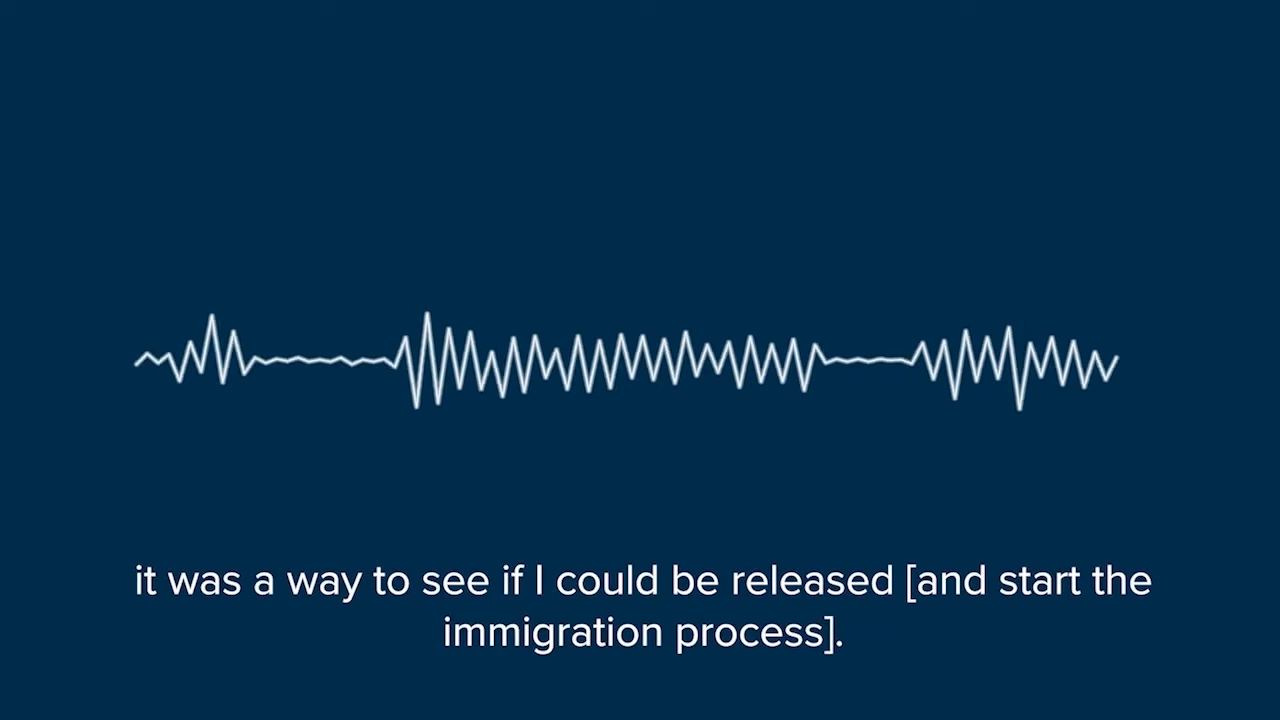 it was a way to see if I could be released [and start the
immigration process].